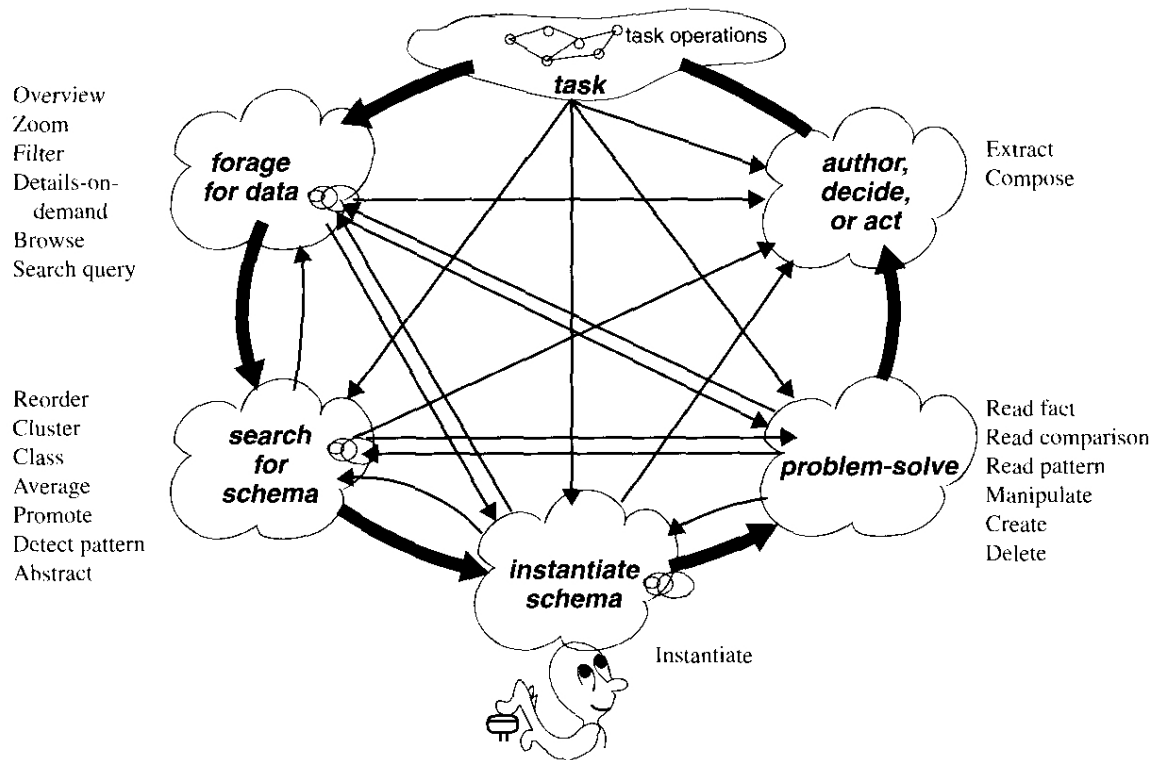 task operations
task
Overview
Zoom
Filter
Details-on-
demand
Browse
Search query
forage
for data
author,
decide,
or act
Extract
Compose
Reorder
Cluster
Class
Average
Promote
Detect pattern
Abstract
search
for
schema
problem-solve
Read fact
Read comparison
Read pattern
Manipulate
Create
Delete
instantiate
schema
Instantiate